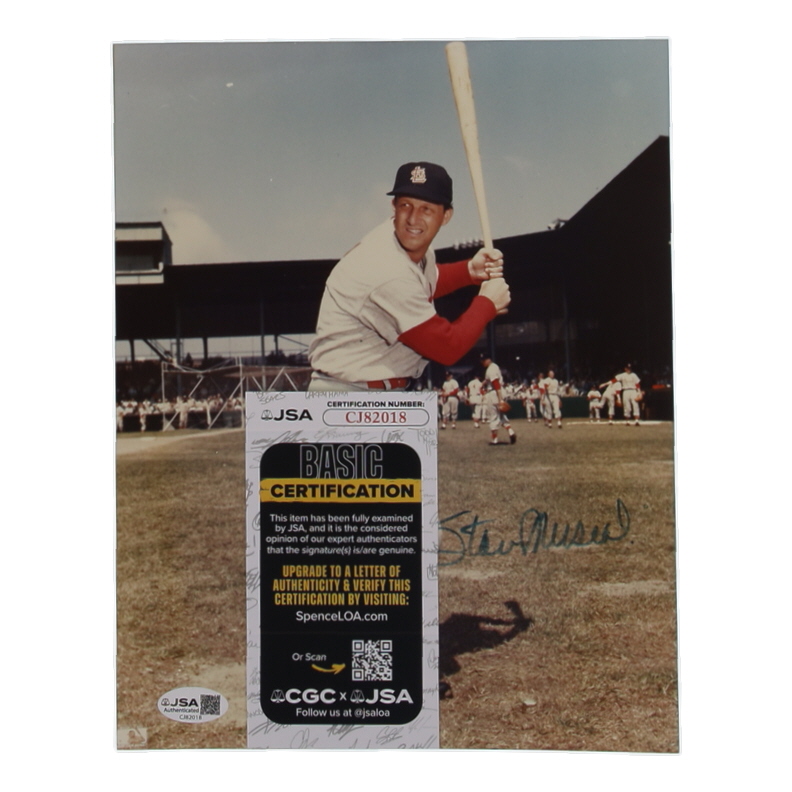 JSA
CERTIFICATION NUMBER:
CJ82018
BASIC
CERTIFICATION
This item has been fully examined
by JSA, and it is the considered
opinion of our expert authenticators
that the signature(s) is/are genuine.
UPGRADE TO A LETTER OF
AUTHENTICITY & VERIFY THIS
CERTIFICATION BY VISITING:
SpenceLOA.com
Or Scan
CGC x JSA
Follow us at @jsaloa
Stan Musial
JSA
Authenticated
CJ82018